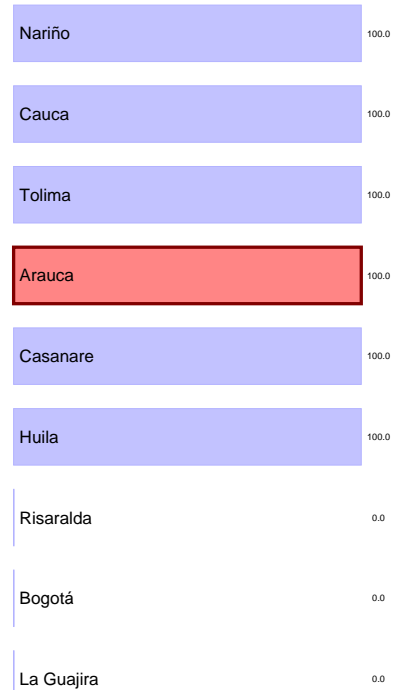 Nariño 100.0
Cauca 100.0
Tolima 100.0
Arauca 100.0
Casanare 100.0
Huila 100.0
Risaralda 0.0
Bogotá 0.0
La Guajira 0.0